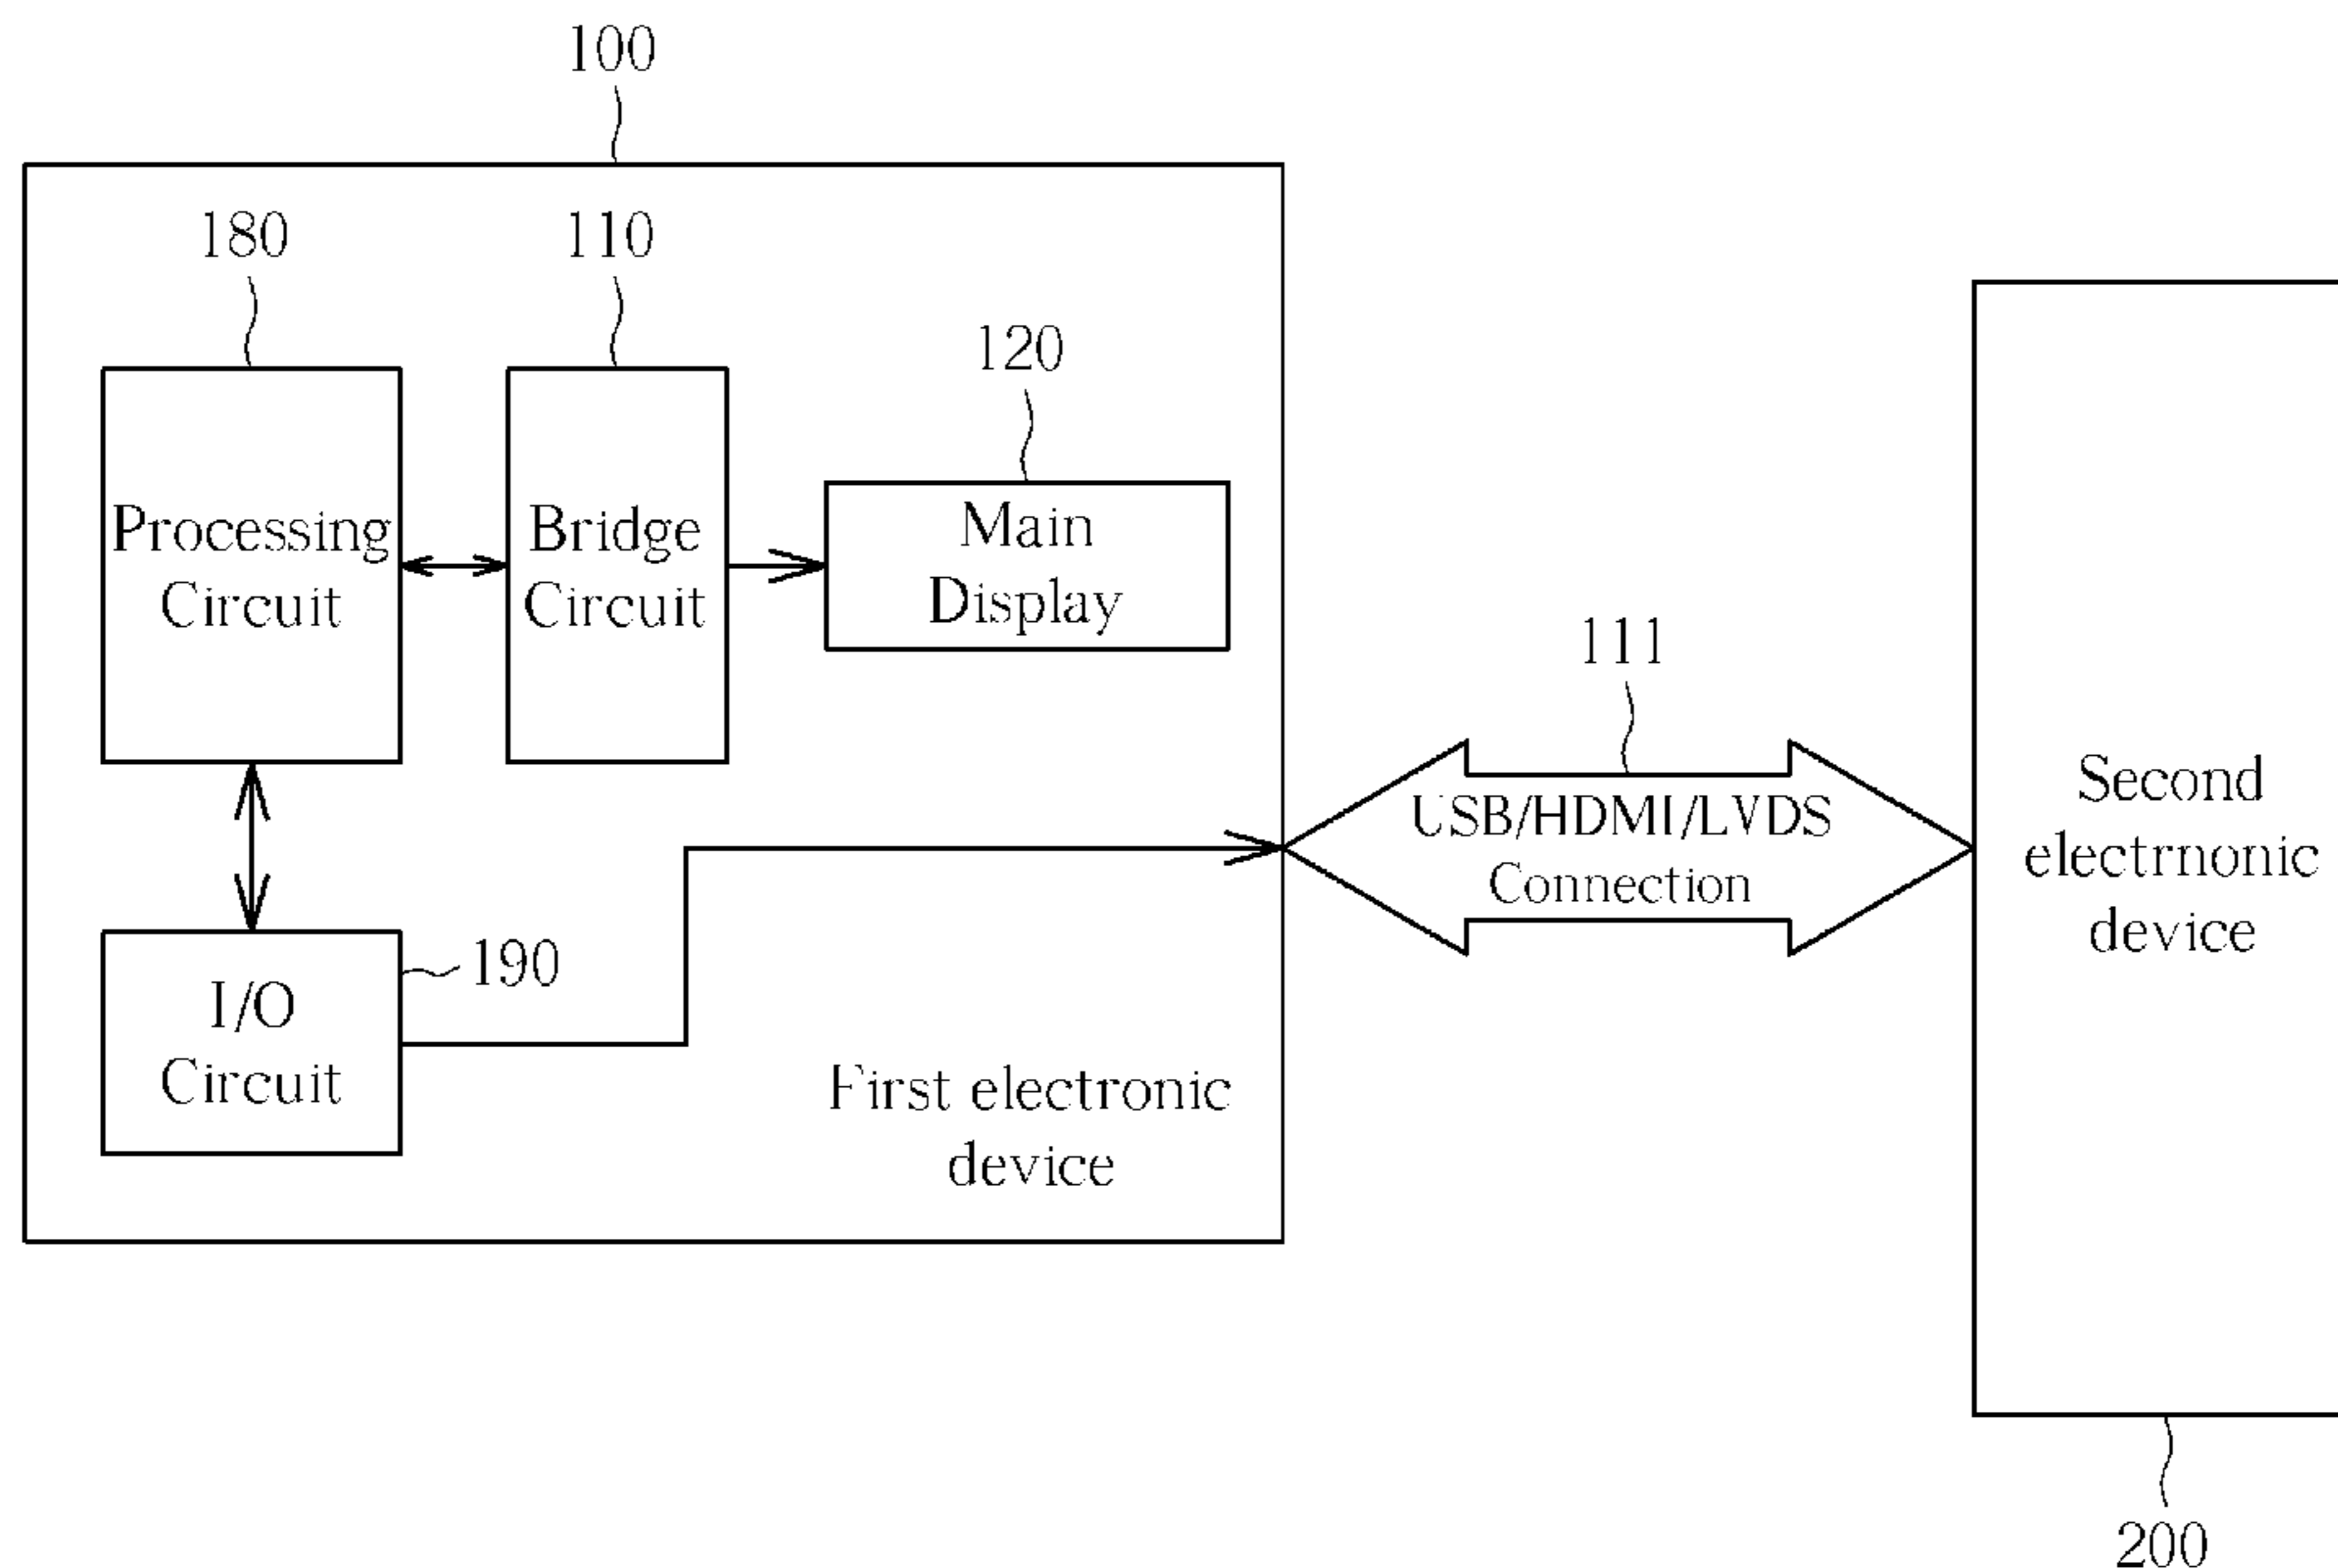 100
180
110
120
Processing
Circuit
Bridge
Circuit
Main
Display
111
USB/HDMI/LVDS
Connection
Second
electrnonic
device
190
I/O
Circuit
First electronic
device
200